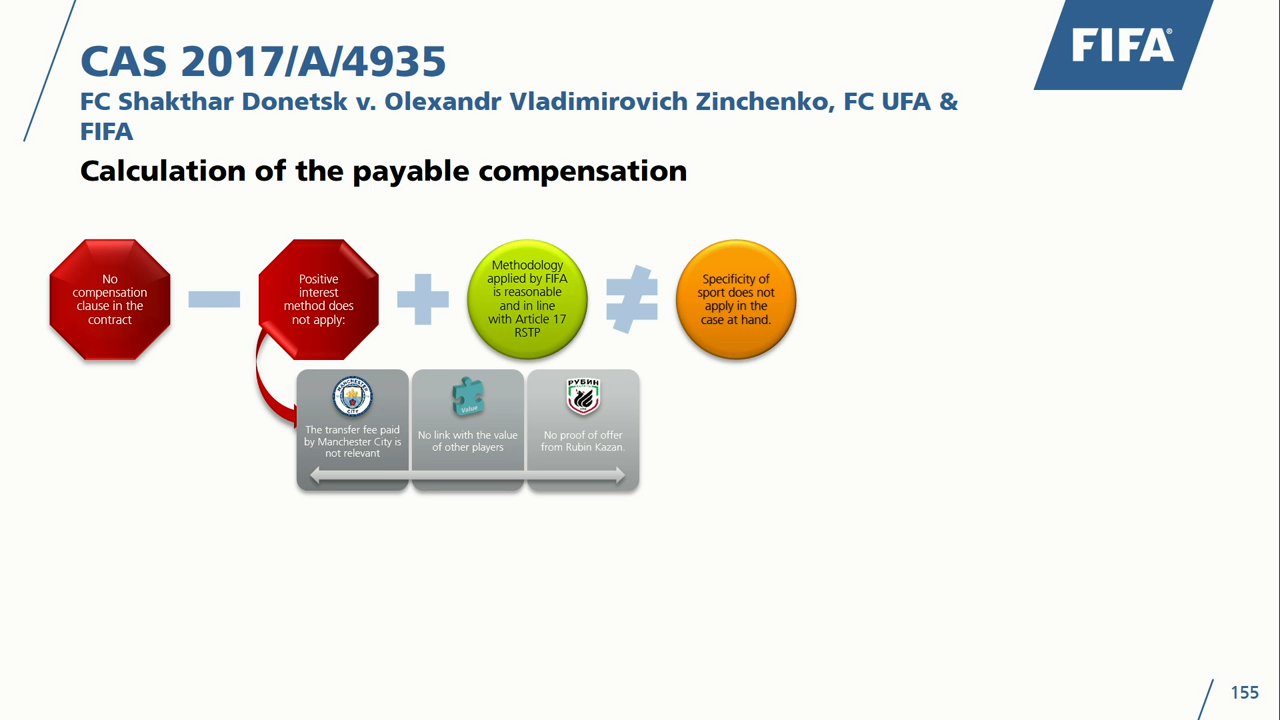 CAS 2017/A/4935
FIFA®
FC Shakthar Donetsk v. Olexandr Vladimirovich Zinchenko, FC UFA &
FIFA
Calculation of the payable compensation
No
compensation
clause in the
contract
Positive
interest
method does
not apply:
Methodology
applied by FIFA
is reasonable
and in line
with Article 17
RSTP
Specificity of
sport does not
apply in the
case at hand.
MANCHESTER
CITY
The transfer fee paid
by Manchester City is
not relevant
Value
No link with the value
of other players
РУБИН
No proof of offer
from Rubin Kazan.
155